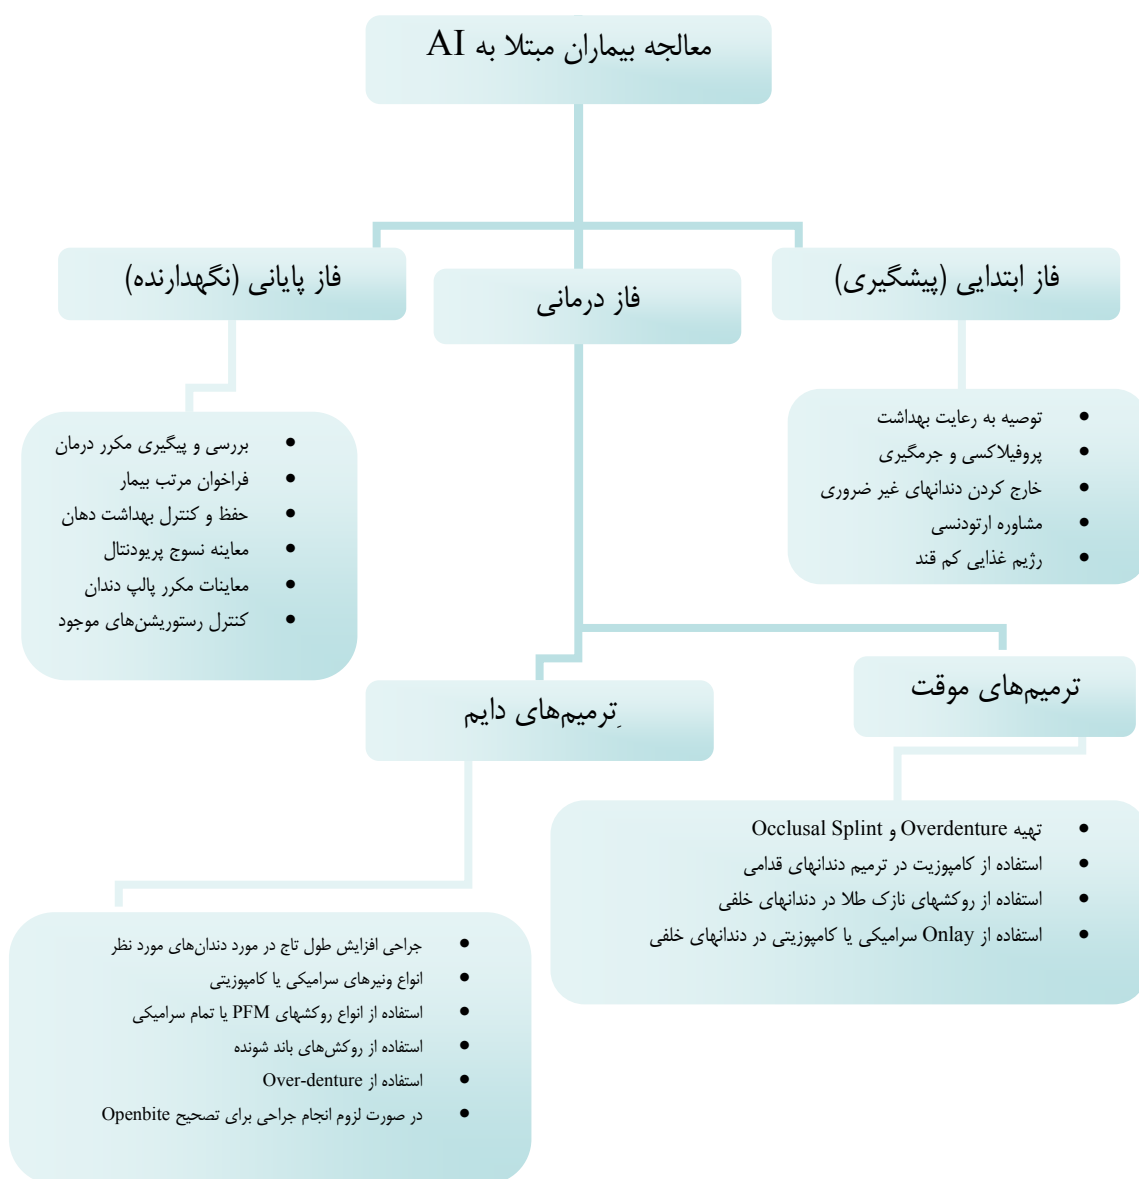 معالجه بیماران مبتلا به AI
فاز ابتدایی (پیشگیری)
فاز درمانی
فاز پایانی (نگهدارنده)
• توصیه به رعایت بهداشت
• پروفیلاکسی و جرمگیری
• خارج کردن دندانهای غیر ضروری
• مشاوره ارتودنسی
• رژیم غذایی کم قند
• بررسی و پیگیری مکرر درمان
• فراخوان مرتب بیمار
• حفظ و کنترل بهداشت دهان
• معاینه نسوج پریودنتال
• معاینات مکرر پالپ دندان
• کنترل رستوریشن‌های موجود
ترمیم‌های موقت
ِترمیم‌های دایم
• تهیه Overdenture و Occlusal Splint
• استفاده از کامپوزیت در ترمیم دندانهای قدامی
• استفاده از روکشهای نازک طلا در دندانهای خلفی
• استفاده از Onlay سرامیکی یا کامپوزیتی در دندانهای خلفی
• جراحی افزایش طول تاج در مورد دندان‌های مورد نظر
• انواع ونیرهای سرامیکی یا کامپوزیتی
• استفاده از انواع روکشهای PFM یا تمام سرامیکی
• استفاده از روکش‌های باند شونده
• استفاده از Over-denture
• در صورت لزوم انجام جراحی برای تصحیح Openbite